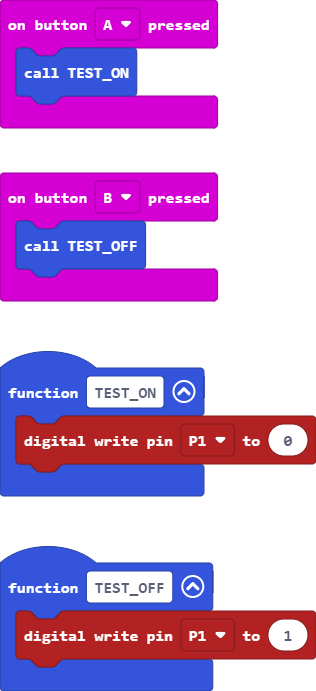 on button A pressed
call TEST_ON
on button B pressed
call TEST_OFF
function TEST_ON
digital write pin P1 to 0
function TEST_OFF
digital write pin P1 to 1